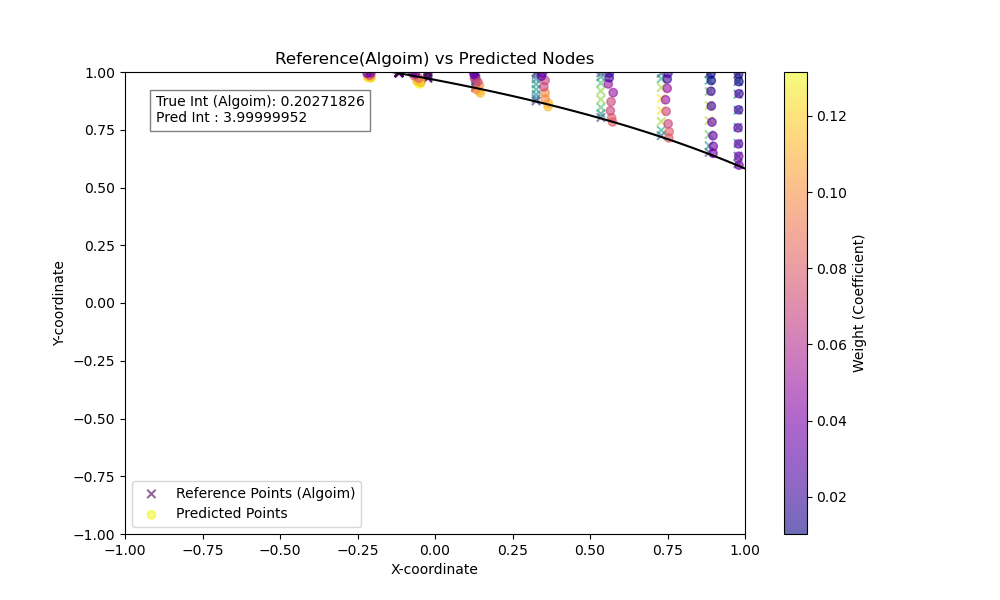 Reference(Algoim) vs Predicted Nodes
True Int (Algoim): 0.20271826
Pred Int : 3.99999952
1.00
0.75
0.50
0.25
0.00
−0.25
−0.50
−0.75
−1.00
Y-coordinate
Reference Points (Algoim)
Predicted Points
−1.00 −0.75 −0.50 −0.25 0.00 0.25 0.50 0.75 1.00
X-coordinate
0.12
0.10
0.08
0.06
0.04
0.02
Weight (Coefficient)